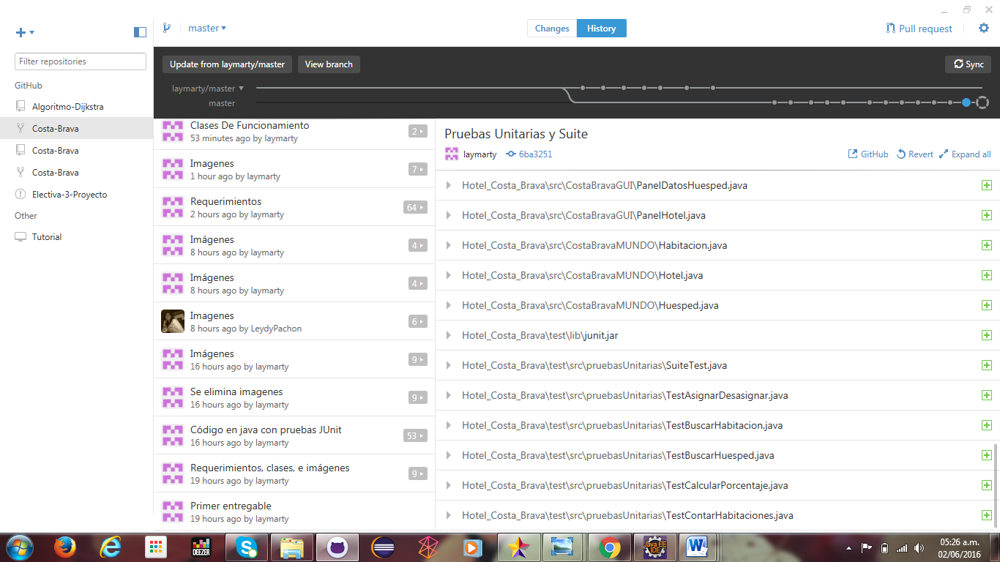 master
Changes
History
Pull request
Filter repositories
Update from laymarty/master
View branch
Sync
GitHub
laymarty/master
master
Algoritmo-Dijkstra
Costa-Brava
Costa-Brava
Costa-Brava
Electiva-3-Proyecto
Other
Tutorial
Clases De Funcionamiento
53 minutes ago by laymarty
2
Imagenes
1 hour ago by laymarty
7
Requerimientos
2 hours ago by laymarty
64
Imágenes
8 hours ago by laymarty
4
Imágenes
8 hours ago by laymarty
4
Imagenes
8 hours ago by LeydyPachon
6
Imágenes
16 hours ago by laymarty
9
Se elimina imagenes
16 hours ago by laymarty
9
Código en java con pruebas JUnit
16 hours ago by laymarty
53
Requerimientos, clases, e imágenes
19 hours ago by laymarty
9
Primer entregable
19 hours ago by laymarty
Pruebas Unitarias y Suite
laymarty 6ba3251 GitHub Revert Expand all
Hotel_Costa_Brava\src\CostaBravaGUI\PanelDatosHuesped.java
Hotel_Costa_Brava\src\CostaBravaGUI\PanelHotel.java
Hotel_Costa_Brava\src\CostaBravaMUNDO\Habitacion.java
Hotel_Costa_Brava\src\CostaBravaMUNDO\Hotel.java
Hotel_Costa_Brava\src\CostaBravaMUNDO\Huesped.java
Hotel_Costa_Brava\test\lib\junit.jar
Hotel_Costa_Brava\test\src\pruebasUnitarias\SuiteTest.java
Hotel_Costa_Brava\test\src\pruebasUnitarias\TestAsignarDesasignar.java
Hotel_Costa_Brava\test\src\pruebasUnitarias\TestBuscarHabitacion.java
Hotel_Costa_Brava\test\src\pruebasUnitarias\TestBuscarHuesped.java
Hotel_Costa_Brava\test\src\pruebasUnitarias\TestCalcularPorcentaje.java
Hotel_Costa_Brava\test\src\pruebasUnitarias\TestContarHabitaciones.java
DEEZER
Java EE
IDE
05:26 a.m.
02/06/2016